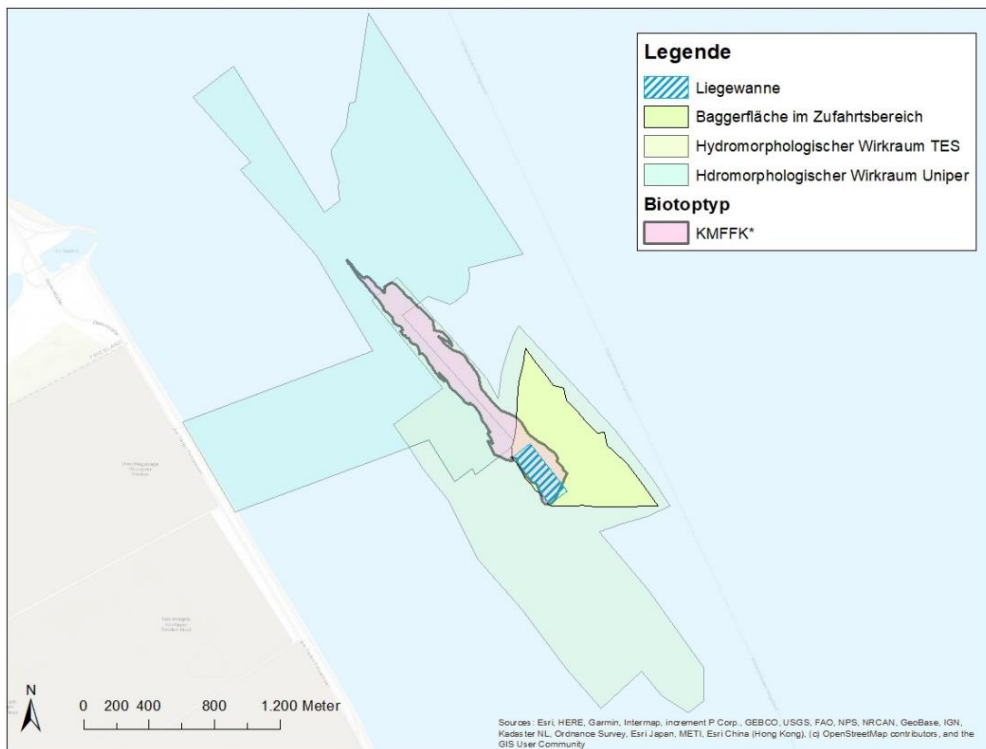 Legende
Liegewanne
Baggerfläche im Zufahrtsbereich
Hydromorphologischer Wirkraum TES
Hdromorphologischer Wirkraum Uniper
Biotoptyp
KMFFK*
N
0 200 400 800 1.200 Meter
Sources: Esri, HERE, Garmin, Intermap, increment P Corp., GEBCO, USGS, FAO, NPS, NRCAN, GeoBase, IGN,
Kadaster NL, Ordnance Survey, Esri Japan, METI, Esri China (Hong Kong), (c) OpenStreetMap contributors, and the
GIS User Community